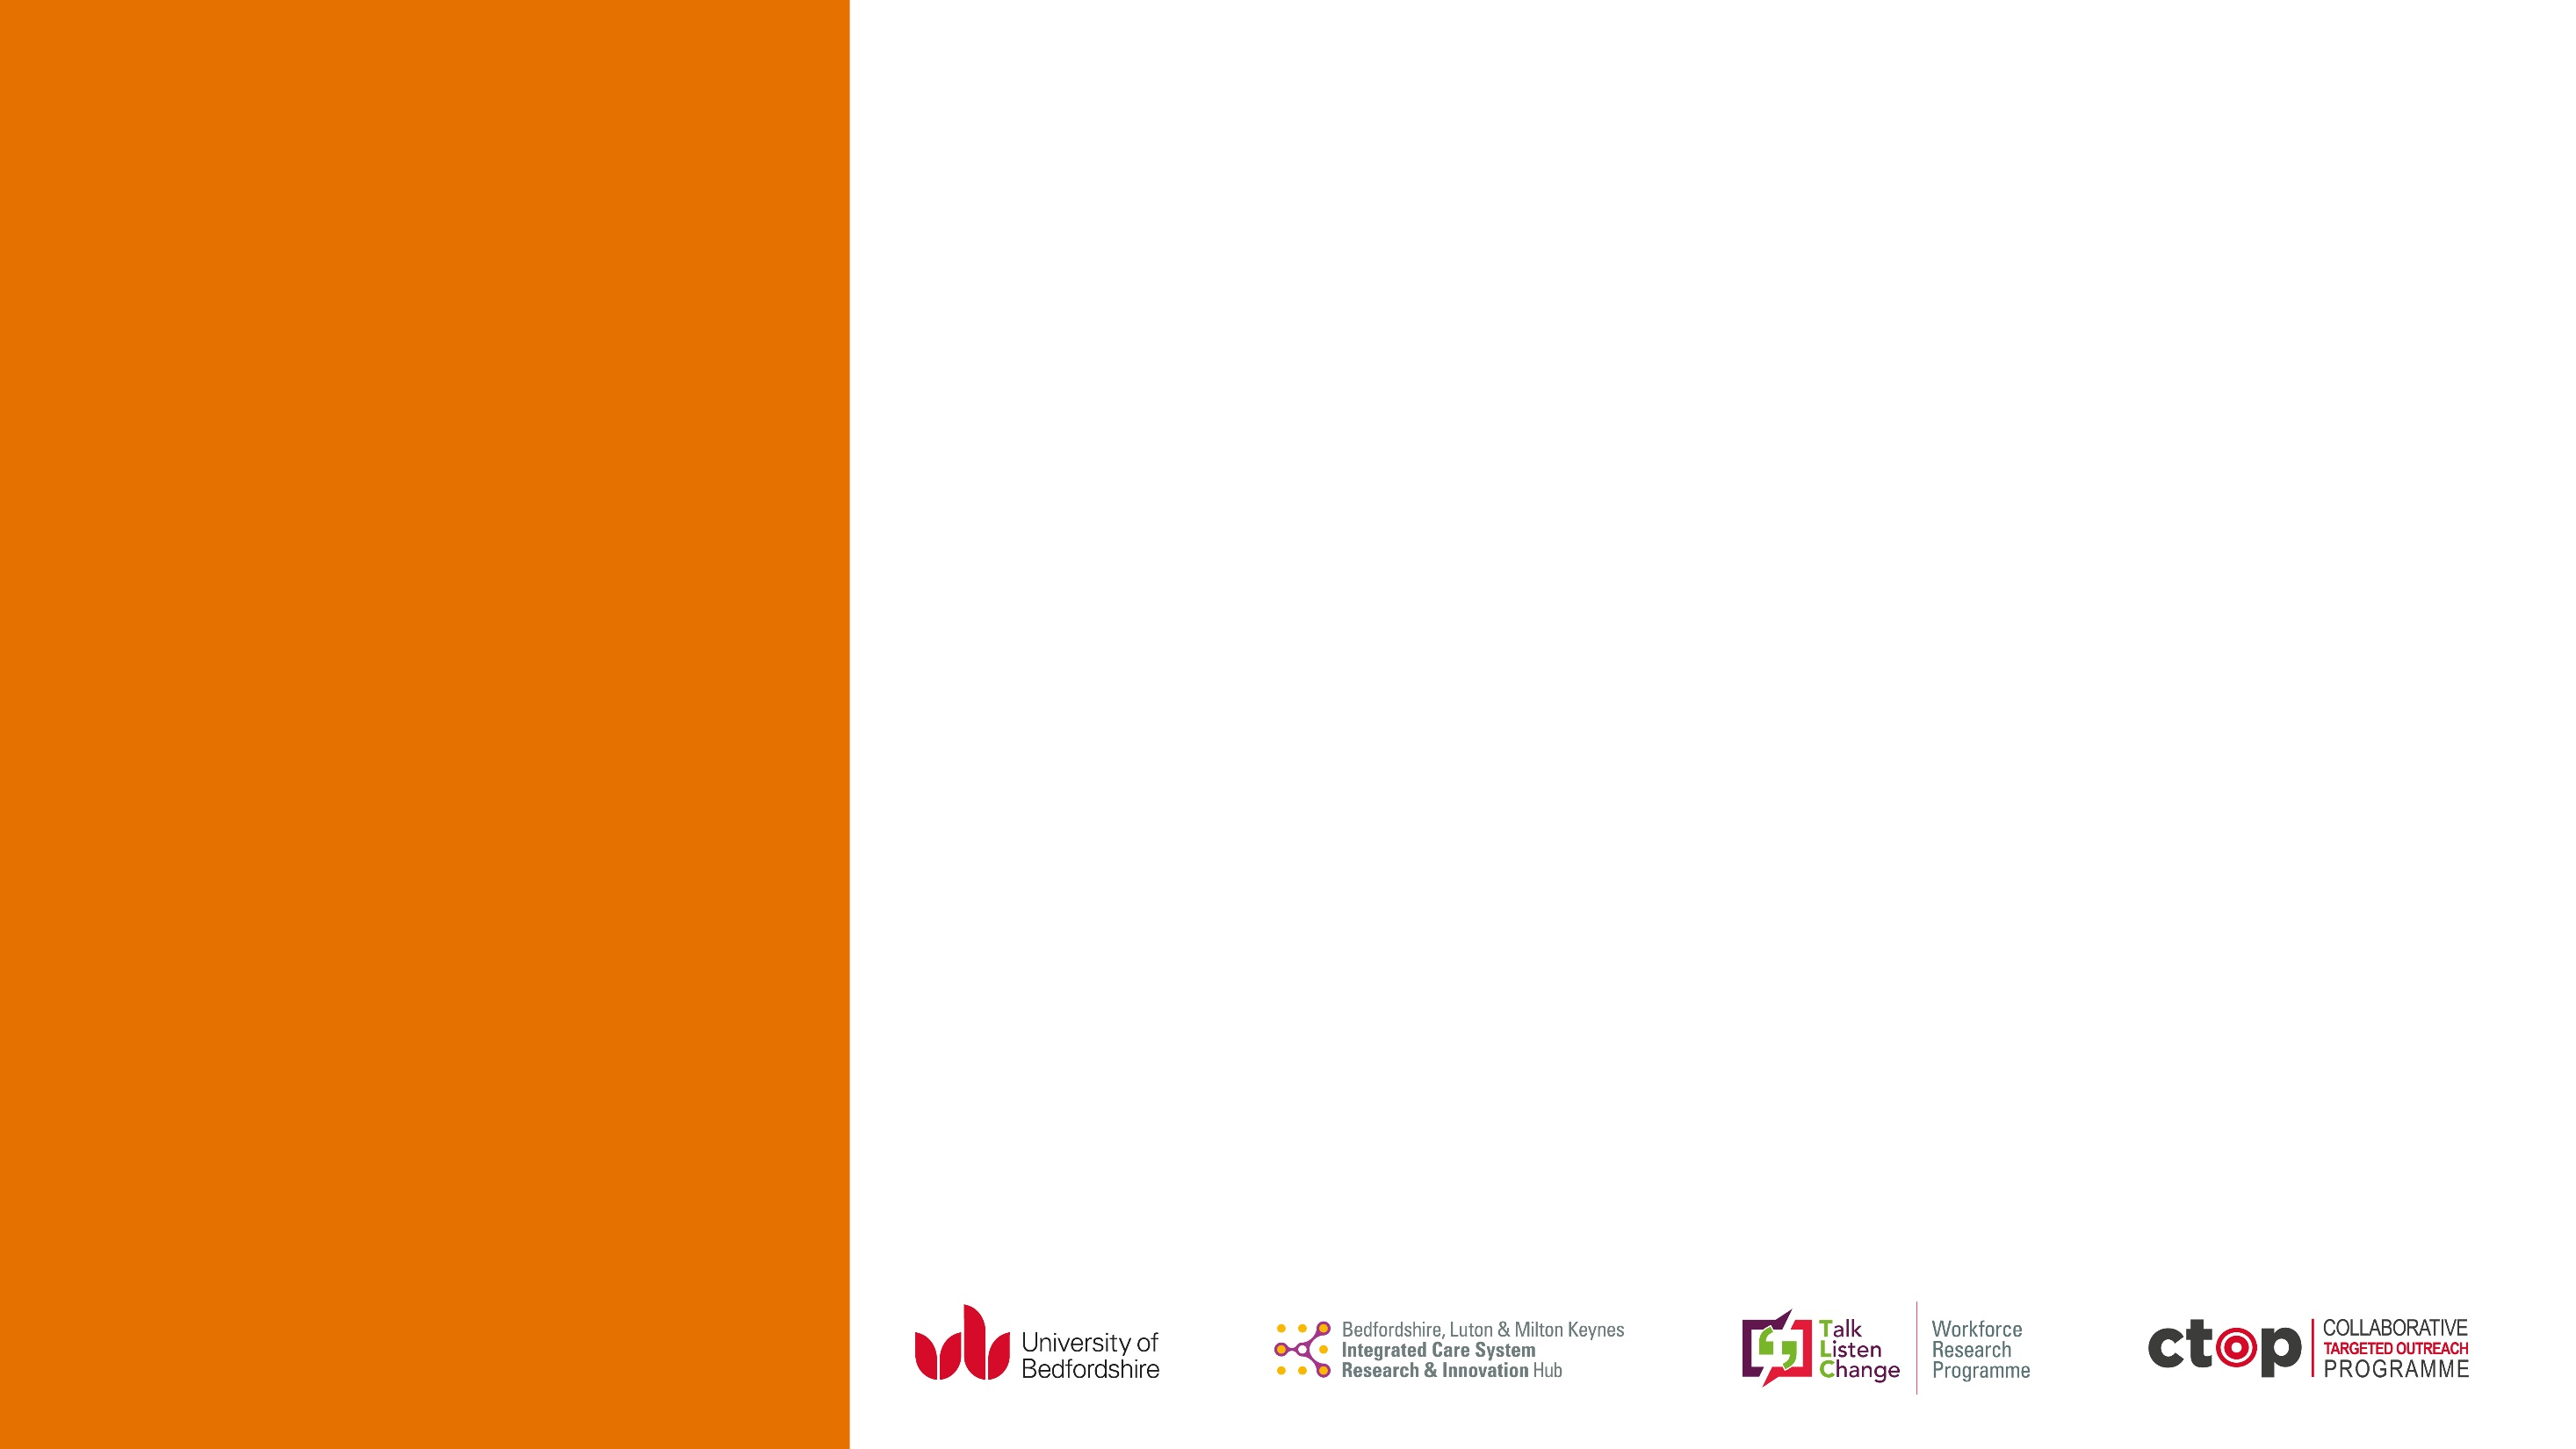 University of
Bedfordshire
Bedfordshire, Luton & Milton Keynes
Integrated Care System
Research & Innovation Hub
Talk
Listen
Change
Workforce
Research
Programme
ctop
COLLABORATIVE
TARGETED OUTREACH
PROGRAMME